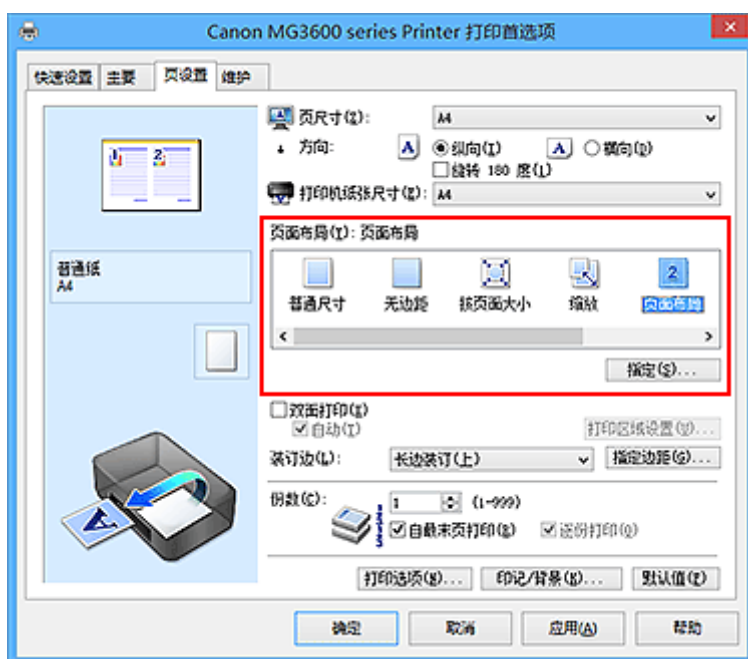 Canon MG3600 series Printer 打印首选项
快速设置 主要 页设置 维护
页尺寸(Z): A4
方向: A 纵向(I) A 横向(D)
旋转 180 度(J)
打印机纸张尺寸(E): A4
页面布局(Y): 页面布局
1 2
2
普通尺寸 无边距 按页面大小 缩放 页面布局
普通纸
A4
指定(S)...
双面打印(X)
自动(T)
打印区域设置(U)...
装订边(L): 长边装订(上) 指定边距(G)...
份数(C): 1 (1-999)
自最末页打印(R) 逐份打印(O)
A
打印选项(N)... 印记/背景(B)... 默认值(F)
确定 取消 应用(A) 帮助